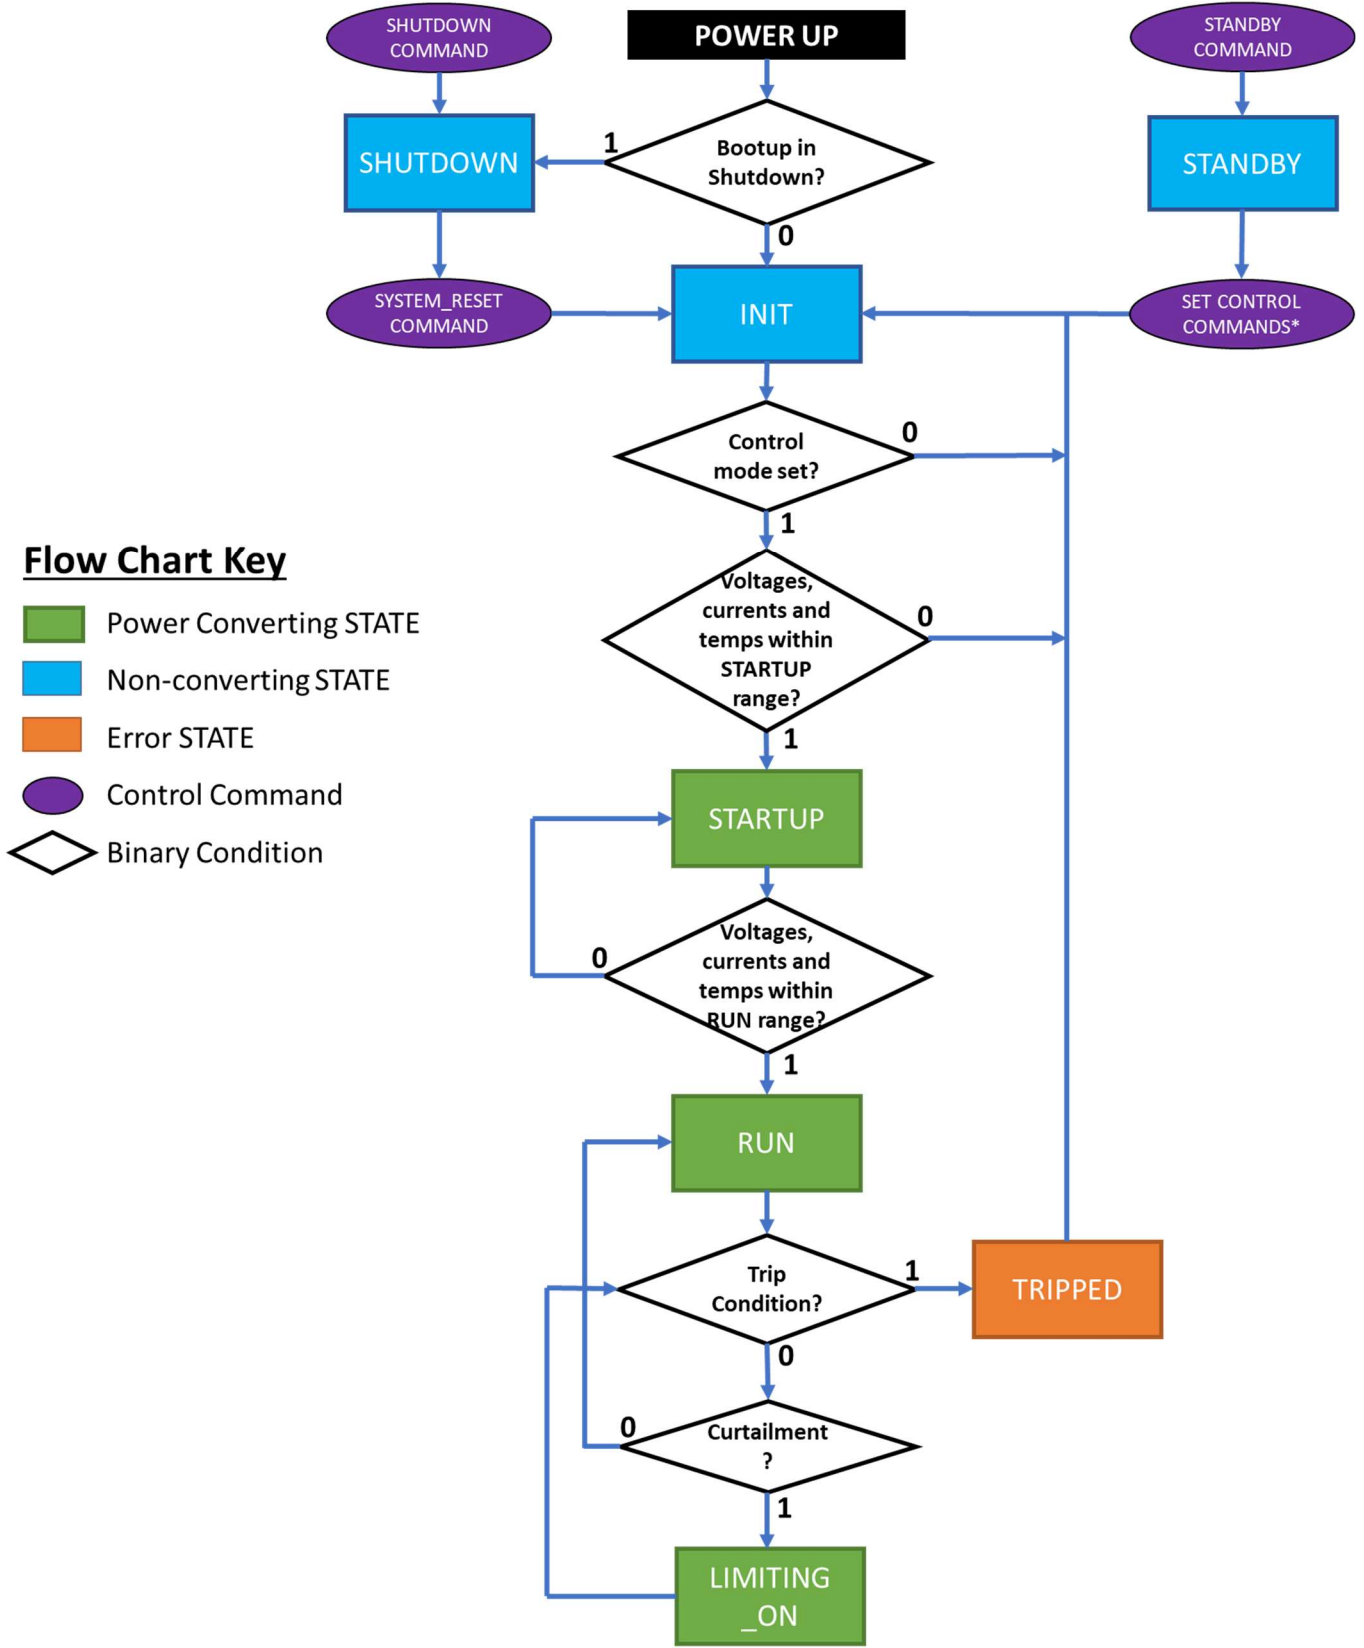 SHUTDOWN
COMMAND
POWER UP
STANDBY
COMMAND
SHUTDOWN
1
Bootup in
Shutdown?
STANDBY
0
SYSTEM_RESET
COMMAND
INIT
SET CONTROL
COMMANDS*
Control
mode set?
0
1
Flow Chart Key
Power Converting STATE
Non-converting STATE
Error STATE
Control Command
Binary Condition
Voltages,
currents and
temps within
STARTUP
range?
0
1
STARTUP
Voltages,
currents and
temps within
RUN range?
0
1
RUN
Trip
Condition?
1
TRIPPED
0
Curtailment
?
0
1
LIMITING
_ON